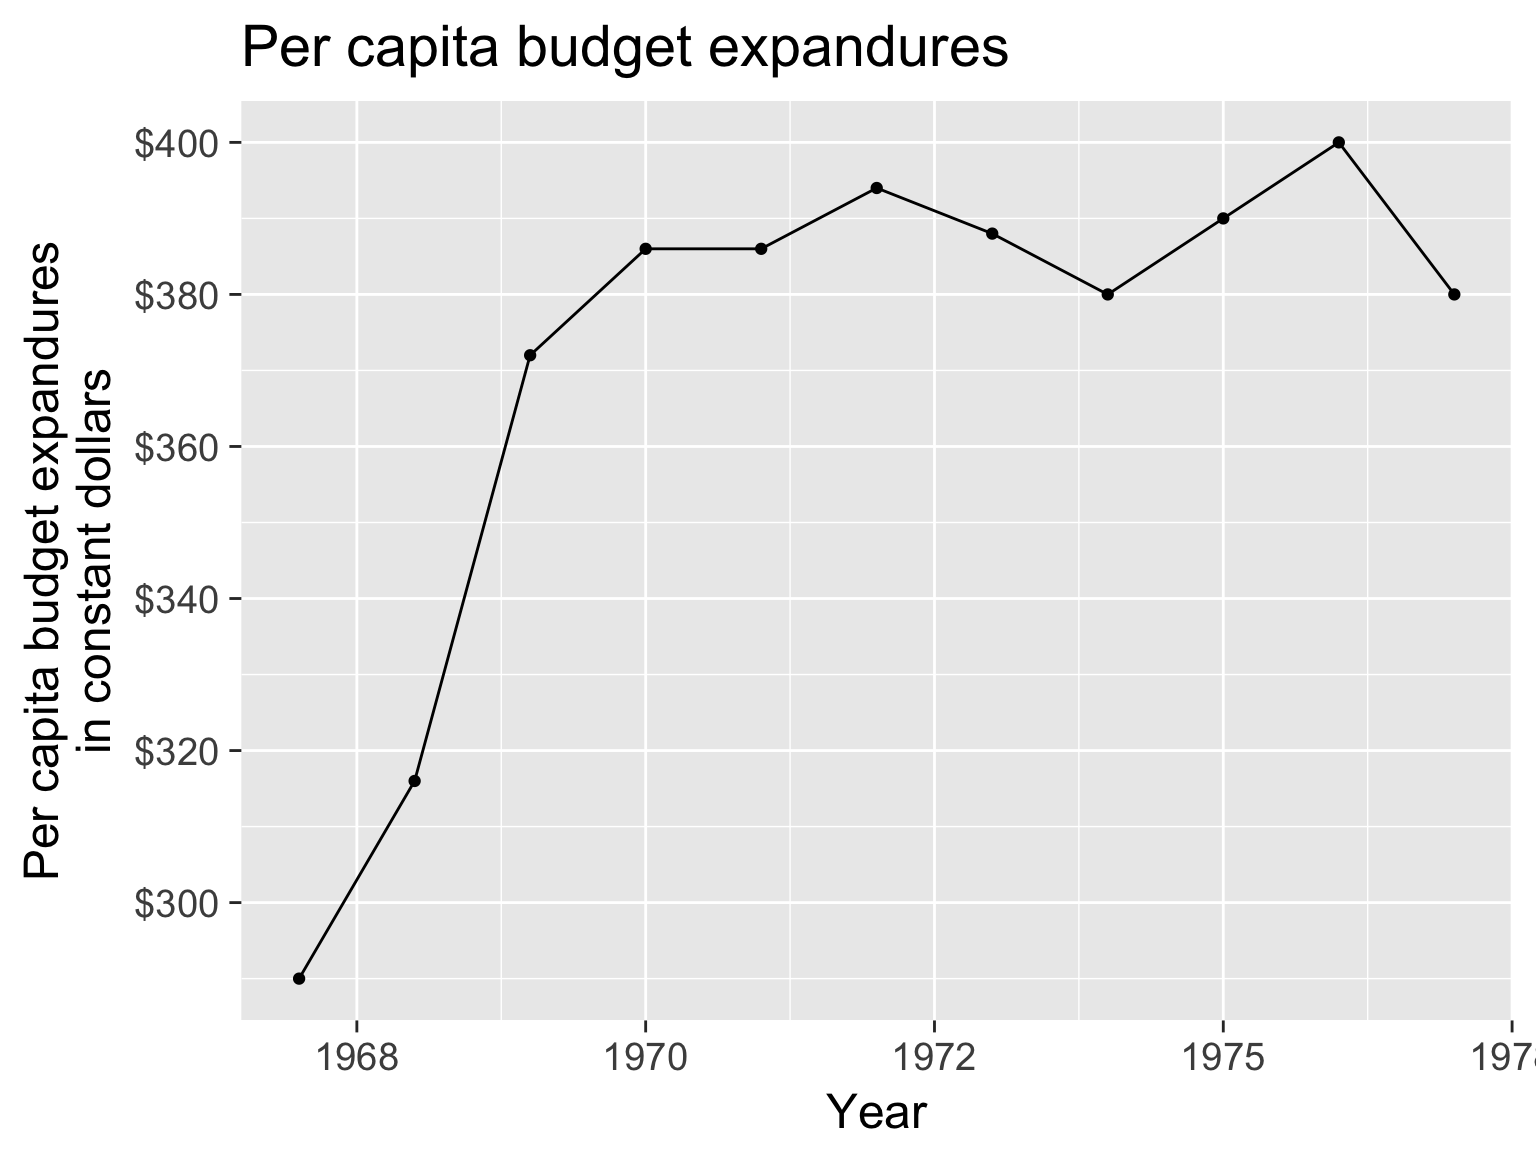 Per capita budget expandures
$400
$380
$360
$340
$320
$300
Per capita budget expandures
in constant dollars
1968 1970 1972 1975
Year